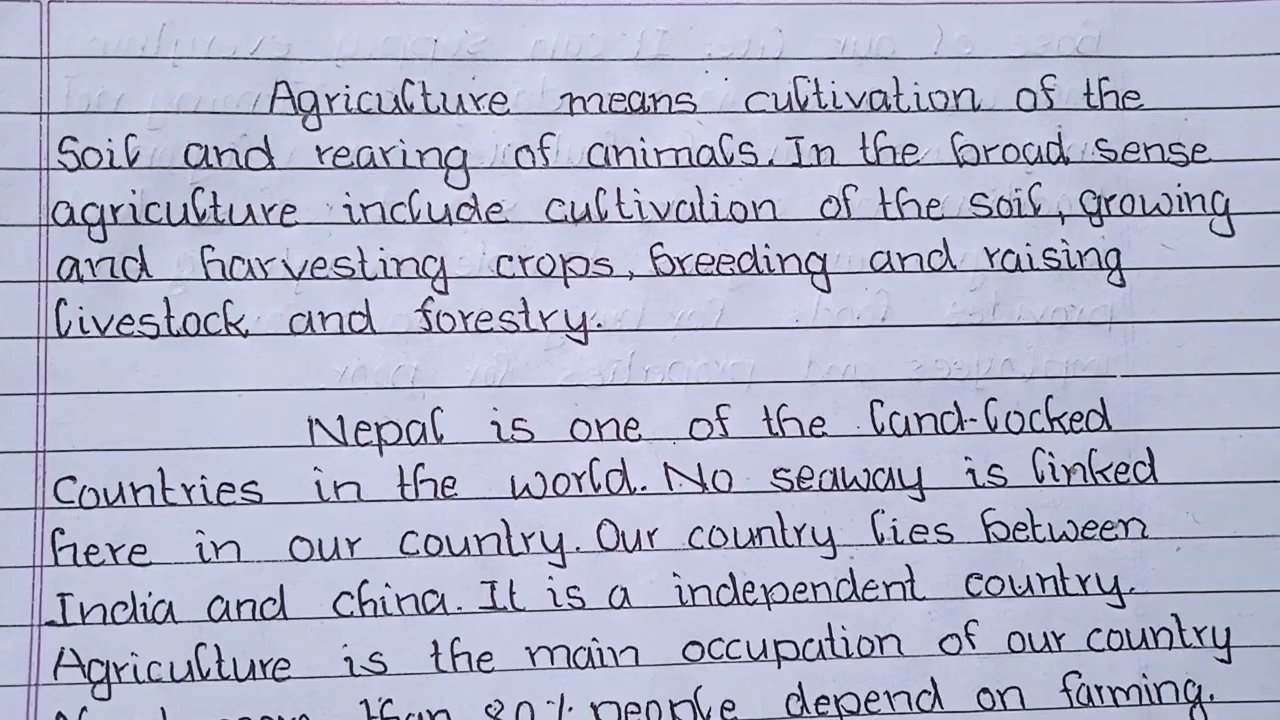 Agriculture means cultivation of the
Soil and rearing of animals. In the broad sense
agriculture include cultivation of the soil, growing
and harvesting crops, breeding and raising
livestock and forestry.
Nepal is one of the land-locked
Countries in the world. No seaway is linked
here in our country. Our country lies between
India and china. It is a independent country.
Agriculture is the main occupation of our country
than 80% people depend on farming.